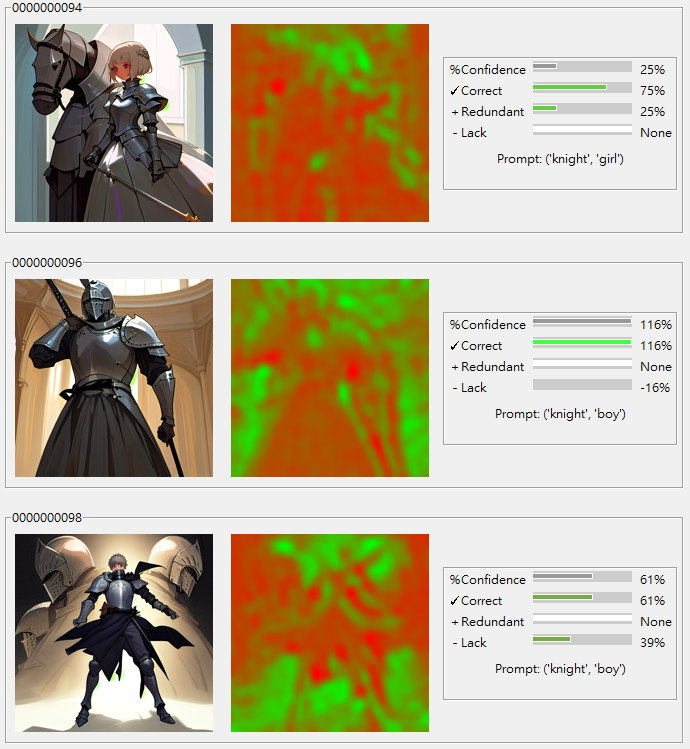 0000000094
%Confidence 25%
✓Correct 75%
+Redundant 25%
- Lack None
Prompt: ('knight', 'girl')
0000000096
%Confidence 116%
✓Correct 116%
+Redundant None
- Lack -16%
Prompt: ('knight', 'boy')
0000000098
%Confidence 61%
✓Correct 61%
+Redundant None
- Lack 39%
Prompt: ('knight', 'boy')